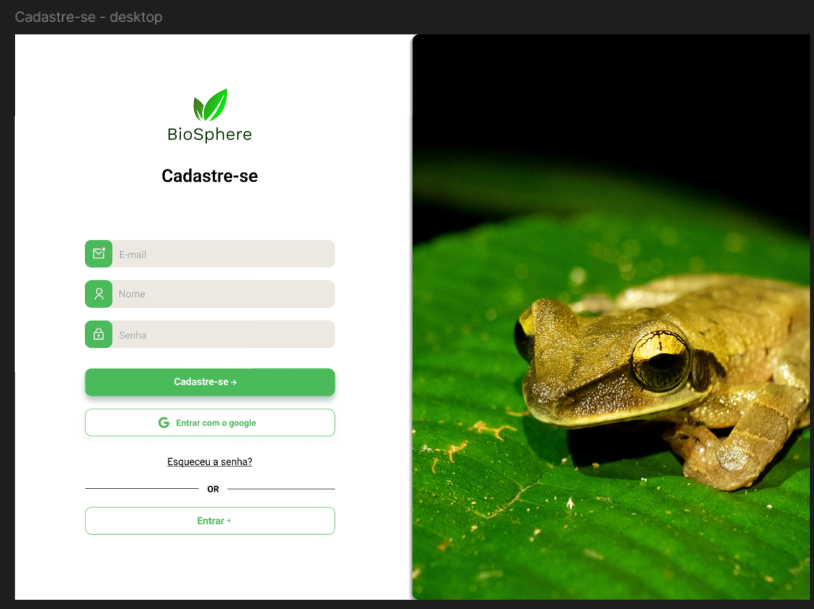 Cadastre-se - desktop
BioSphere
Cadastre-se
E-mail
Nome
Senha
Cadastre-se →
G Entrar com o google
Esqueceu a senha?
OR
Entrar →